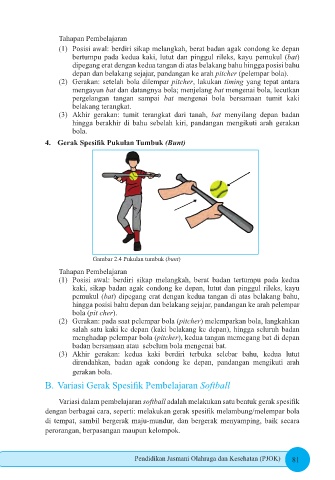 Tahapan Pembelajaran
(1) Posisi awal: berdiri sikap melangkah, berat badan agak condong ke depan
bertumpu pada kedua kaki, lutut dan pinggul rileks, kayu pemukul (bat)
dipegang erat dengan kedua tangan di atas belakang bahu hingga posisi bahu
depan dan belakang sejajar, pandangan ke arah pitcher (pelempar bola).
(2) Gerakan: setelah bola dilempar pitcher, lakukan timing yang tepat antara
mengayun bat dan datangnya bola; menjelang bat mengenai bola, lecutkan
pergelangan tangan sampai bat mengenai bola bersamaan tumit kaki
belakang terangkat.
(3) Akhir gerakan: tumit terangkat dari tanah, bat menyilang depan badan
hingga berakhir di bahu sebelah kiri, pandangan mengikuti arah gerakan
bola.
4. Gerak Spesifik Pukulan Tumbuk (Bunt)
Gambar 2.4 Pukulan tumbuk (bunt)
Tahapan Pembelajaran
(1) Posisi awal: berdiri sikap melangkah, berat badan tertumpu pada kedua
kaki, sikap badan agak condong ke depan, lutut dan pinggul rileks, kayu
pemukul (bat) dipegang erat dengan kedua tangan di atas belakang bahu,
hingga posisi bahu depan dan belakang sejajar, pandangan ke arah pelempar
bola (pit cher).
(2) Gerakan: pada saat pelempar bola (pitcher) melemparkan bola, langkahkan
salah satu kaki ke depan (kaki belakang ke depan), hingga seluruh badan
menghadap pelempar bola (pitcher), kedua tangan memegang bat di depan
badan bersamaan atau sebelum bola mengenai bat.
(3) Akhir gerakan: kedua kaki berdiri terbuka selebar bahu, kedua lutut
direndahkan, badan agak condong ke depan, pandangan mengikuti arah
gerakan bola.
B. Variasi Gerak Spesifik Pembelajaran Softball
Variasi dalam pembelajaran softball adalah melakukan satu bentuk gerak spesifik
dengan berbagai cara, seperti: melakukan gerak spesifik melambung/melempar bola
di tempat, sambil bergerak maju-mundur, dan bergerak menyamping, baik secara
perorangan, berpasangan maupun kelompok.
Pendidikan Jasmani Olahraga dan Kesehatan (PJOK) 81